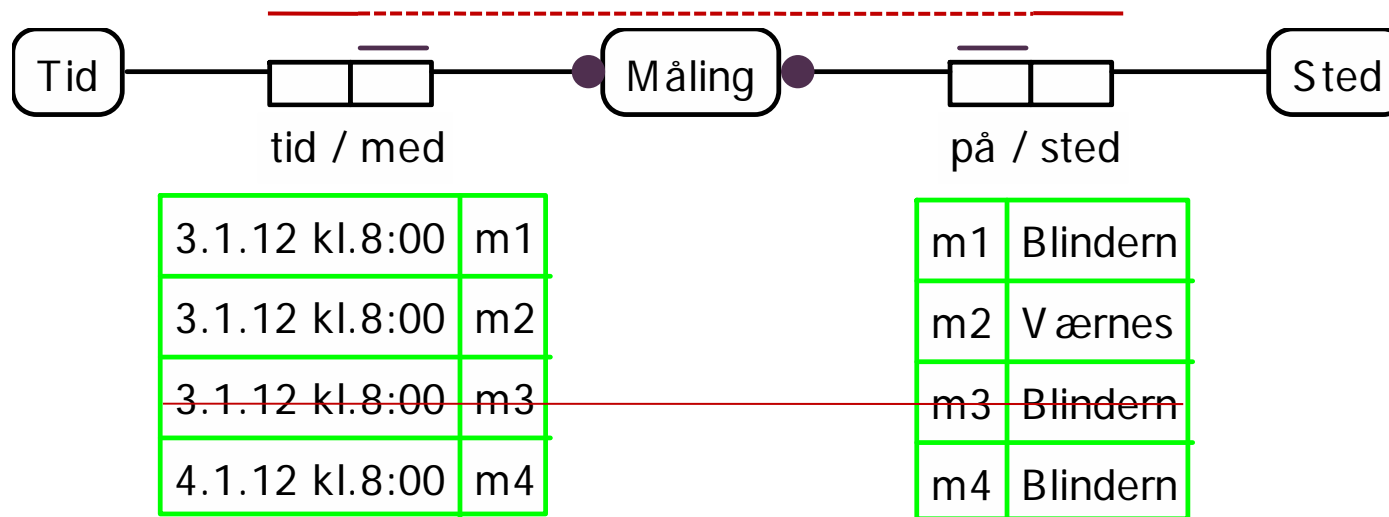 Tid Måling Sted
tid / med på / sted
3.1.12 kl.8:00 m1 m1 Blindern
3.1.12 kl.8:00 m2 m2 Værnes
3.1.12 kl.8:00 m3 m3 Blindern
4.1.12 kl.8:00 m4 m4 Blindern